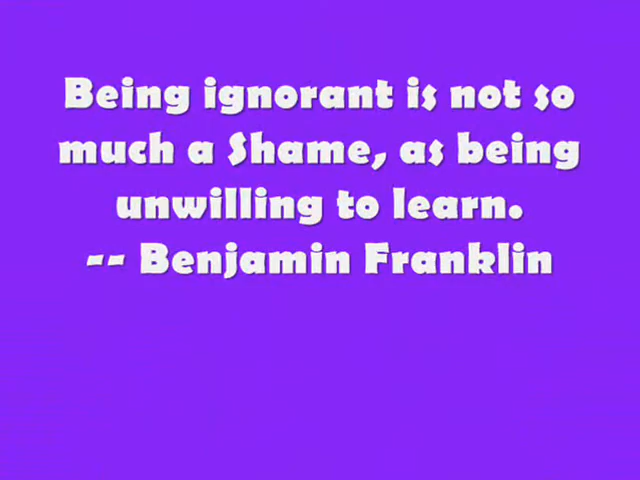 Being ignorant is not so
much a Shame, as being
unwilling to learn.
-- Benjamin Franklin